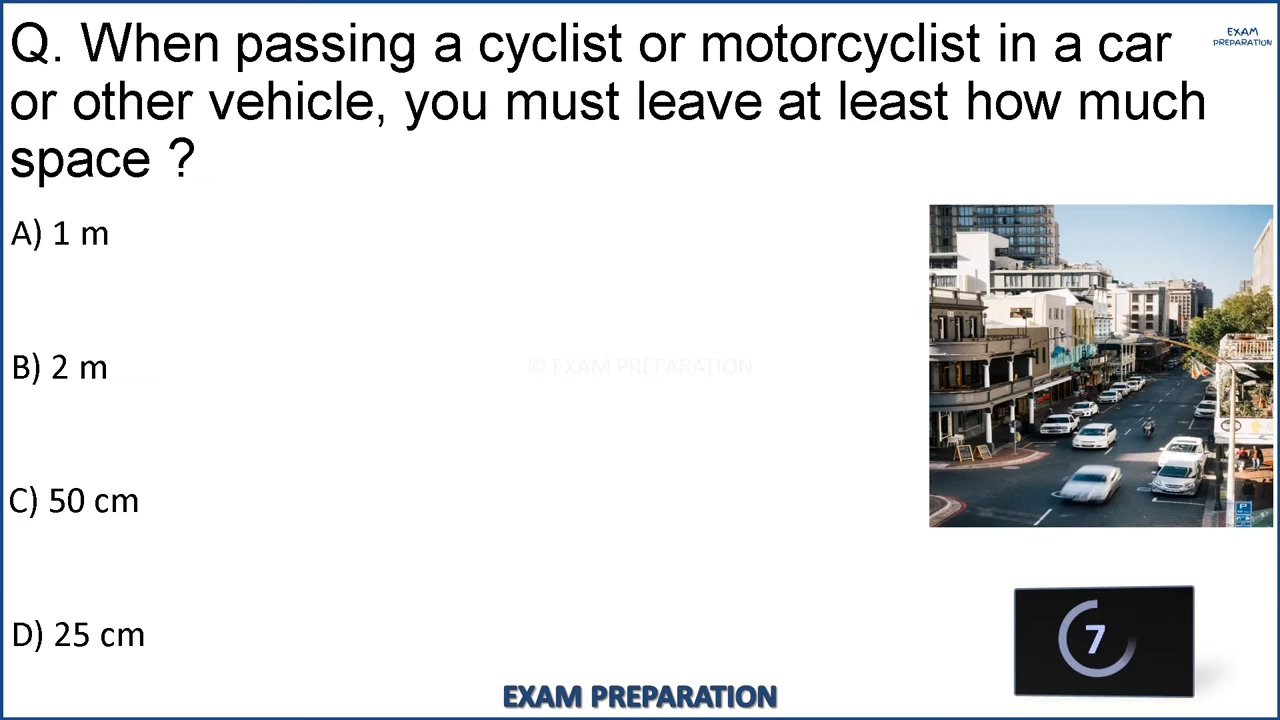 Q. When passing a cyclist or motorcyclist in a car
or other vehicle, you must leave at least how much
space ?
EXAM
PREPARATION
A) 1 m
B) 2 m
© EXAM PREPARATION
C) 50 cm
D) 25 cm
P
7
EXAM PREPARATION